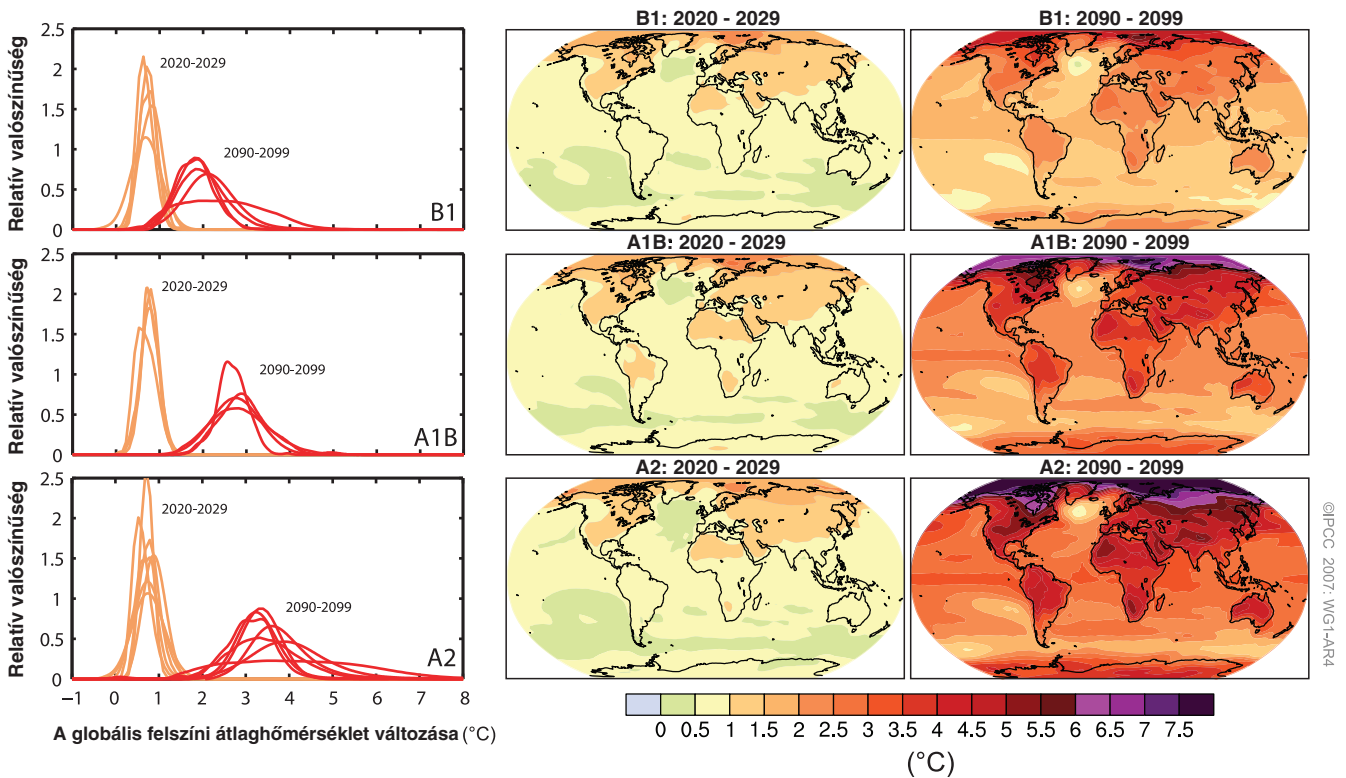 B1: 2020 - 2029
B1: 2090 - 2099
Relatív valószínűség
2.5
2
1.5
1
0.5
0
2020-2029
2090-2099
B1
A1B: 2020 - 2029
A1B: 2090 - 2099
Relatív valószínűség
2.5
2
1.5
1
0.5
0
2020-2029
2090-2099
A1B
A2: 2020 - 2029
A2: 2090 - 2099
Relatív valószínűség
2.5
2
1.5
1
0.5
0
2020-2029
2090-2099
A2
−1 0 1 2 3 4 5 6 7 8
A globális felszíni átlaghőmérséklet változása (°C)
0 0.5 1 1.5 2 2.5 3 3.5 4 4.5 5 5.5 6 6.5 7 7.5
(°C)
©IPCC 2007: WG1-AR4